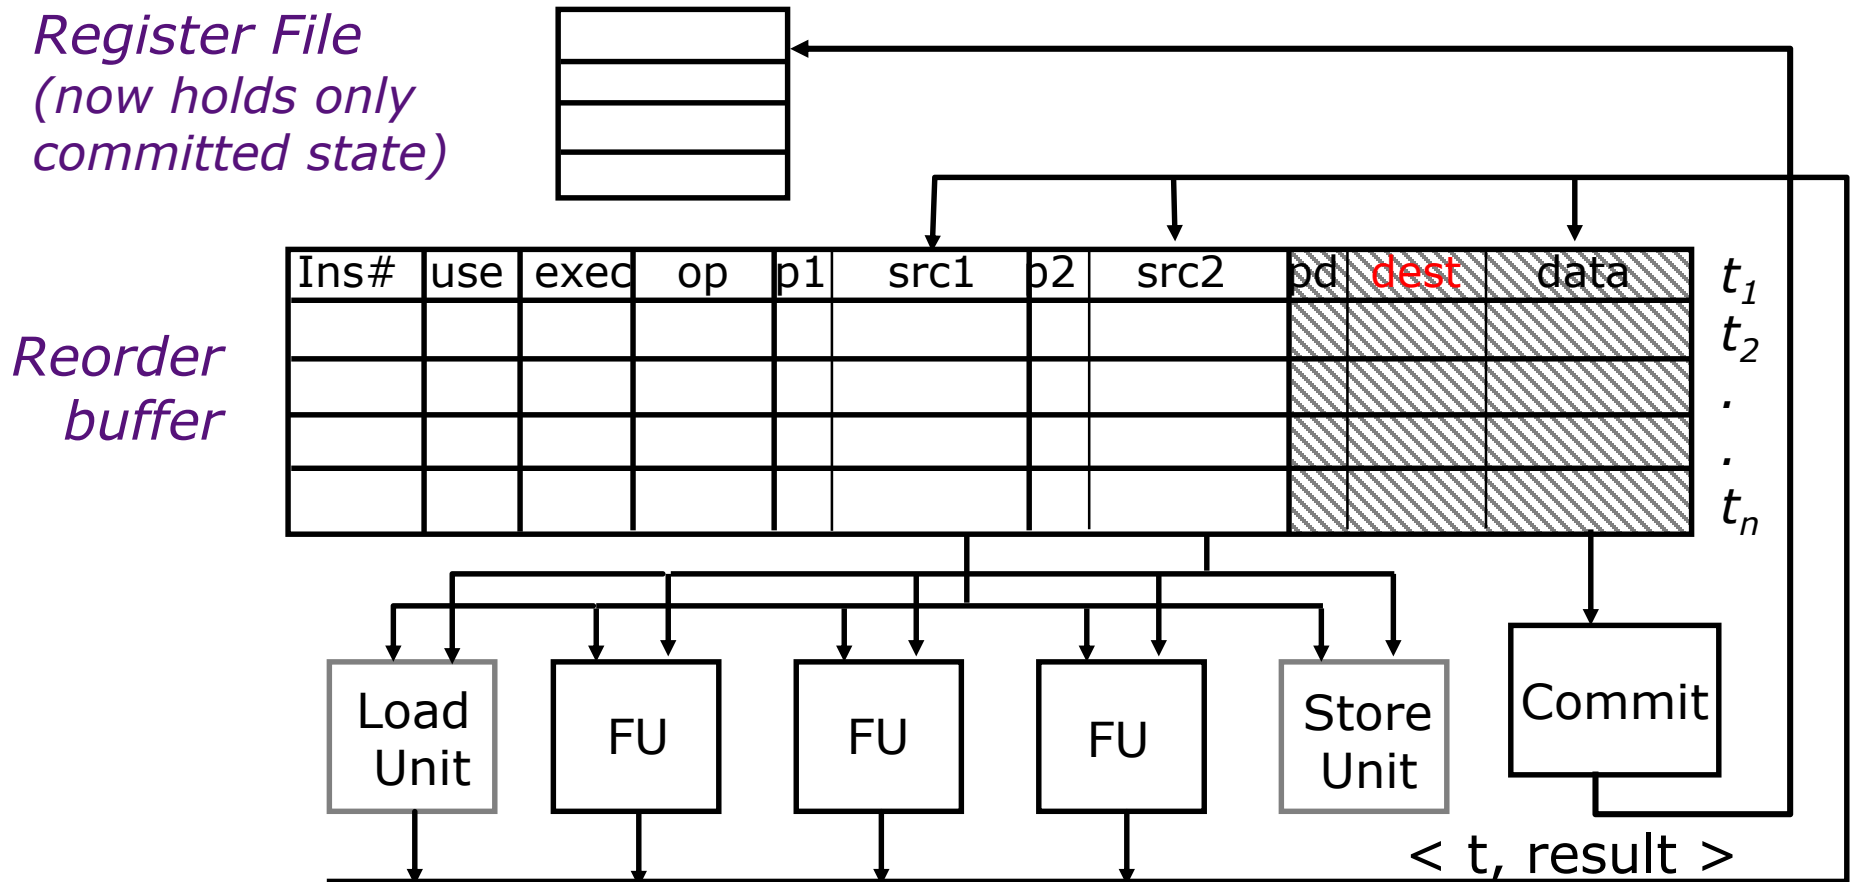 Register File
(now holds only
committed state)
Ins# use exec op p1 src1 p2 src2 pd dest data t1
t2
Reorder
buffer
.
.
tn
Load
Unit
FU
FU
FU
Store
Unit
Commit
< t, result >